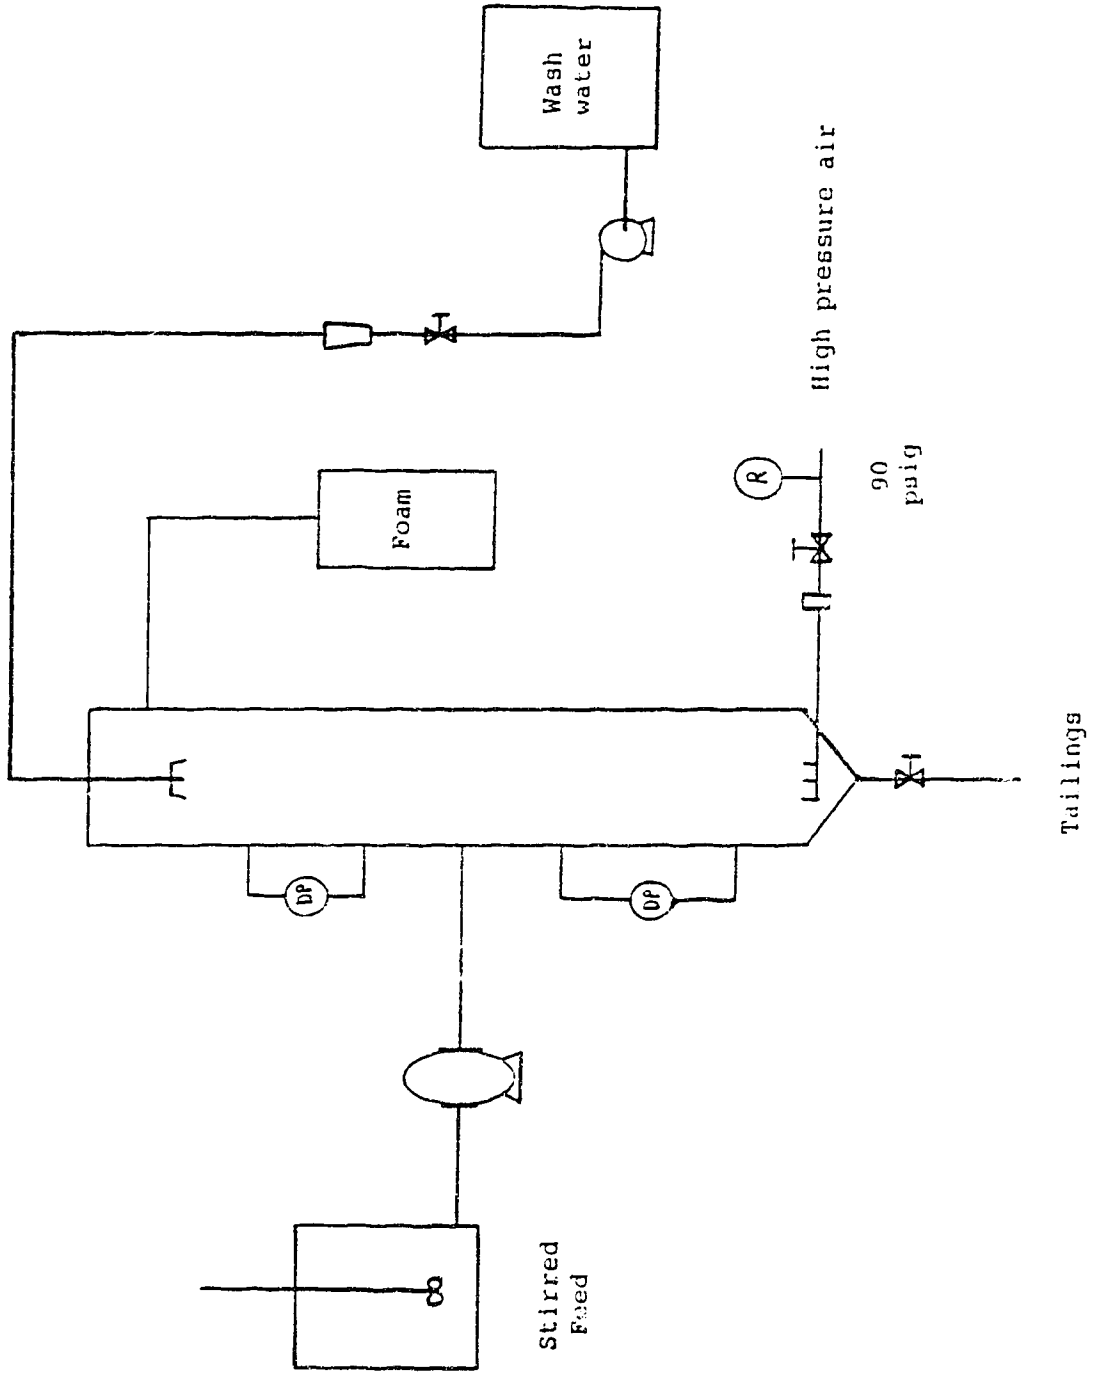 Wash
water
Foam
DP
DP
R
High pressure air
90
psig
Stirred
Feed
Tailings